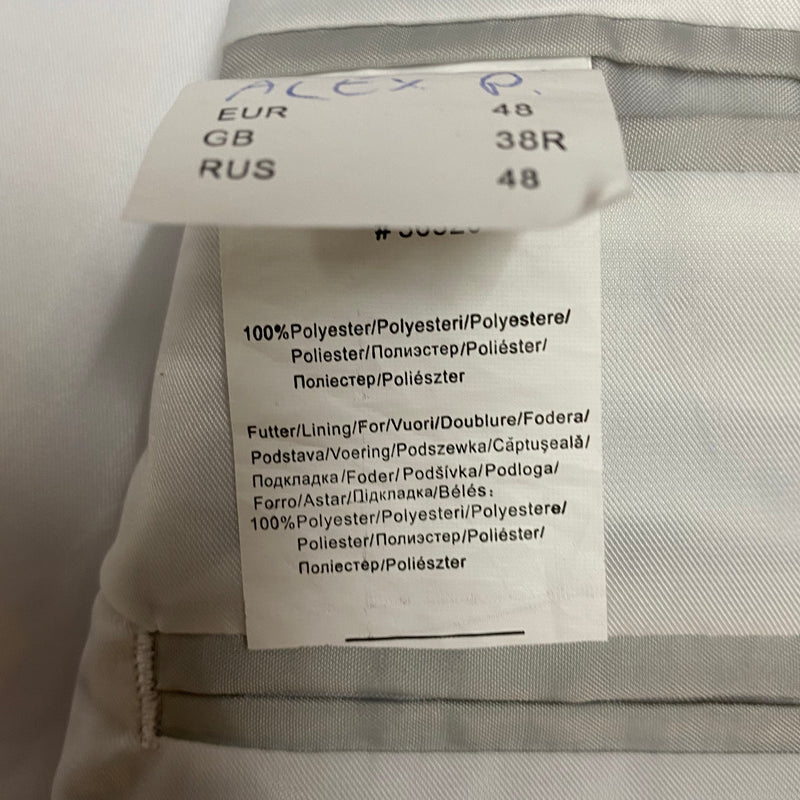 ALEX P.
EUR 48
GB 38R
RUS 48
100%Polyester/Polyesteri/Polyestere/
Poliester/Полиэстер/Poliéster/
Поліестер/Poliészter
Futter/Lining/For/Vuori/Doublure/Fodera/
Podstava/Voering/Podszewka/Căptuşeală/
Подкладка/Foder/Podšívka/Podloga/
Forro/Astar/Підкладка/Bélés:
100%Polyester/Polyesteri/Polyestere/
Poliester/Полиэстер/Poliéster/
Поліестер/Poliészter